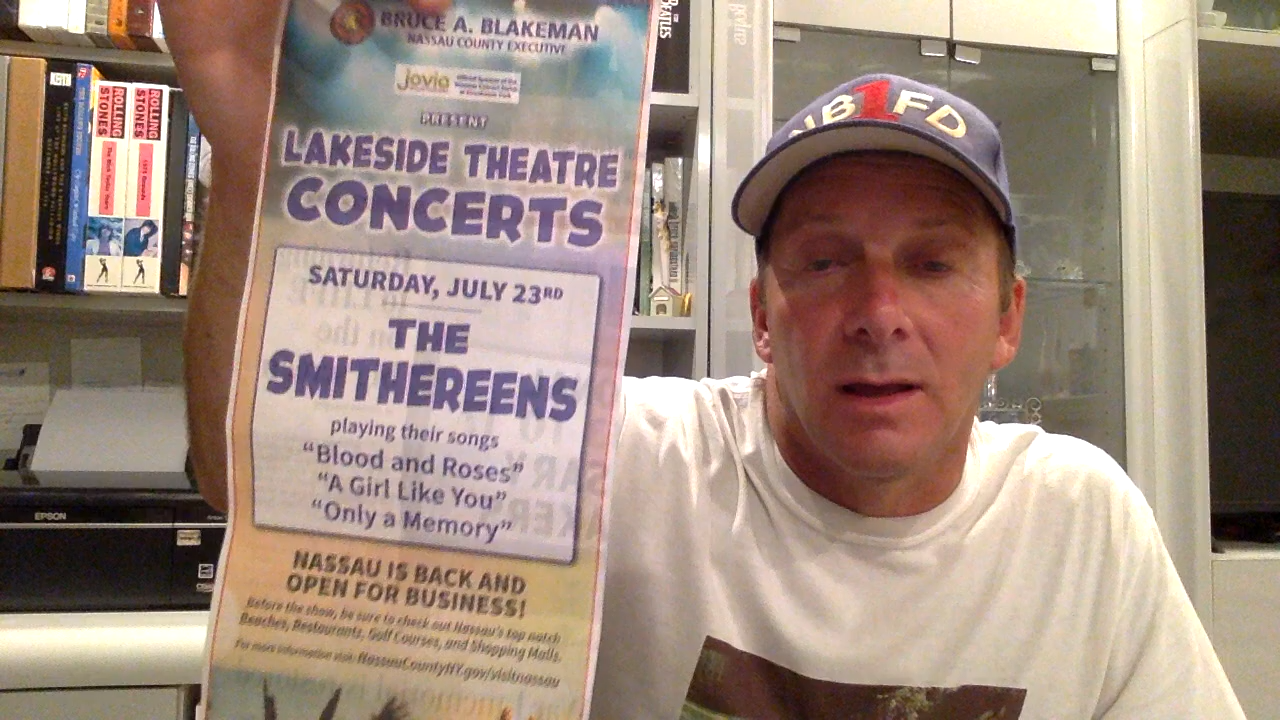 BRUCE A. BLAKEMAN
NASSAU COUNTY EXECUTIVE
jovia
PRESENT
LAKESIDE THEATRE
CONCERTS
SATURDAY, JULY 23RD
THE
SMITHEREENS
playing their songs
"Blood and Roses"
"A Girl Like You"
"Only a Memory"
NASSAU IS BACK AND
OPEN FOR BUSINESS!
Before the show, be sure to check out Nassau's top notch
Beaches, Restaurants, Golf Courses, and Shopping Malls.
For more information visit: NassauCountyNY.gov/visitnassau
B1FD
ROLLING STONES
ROLLING STONES
EPSON
BEATLES